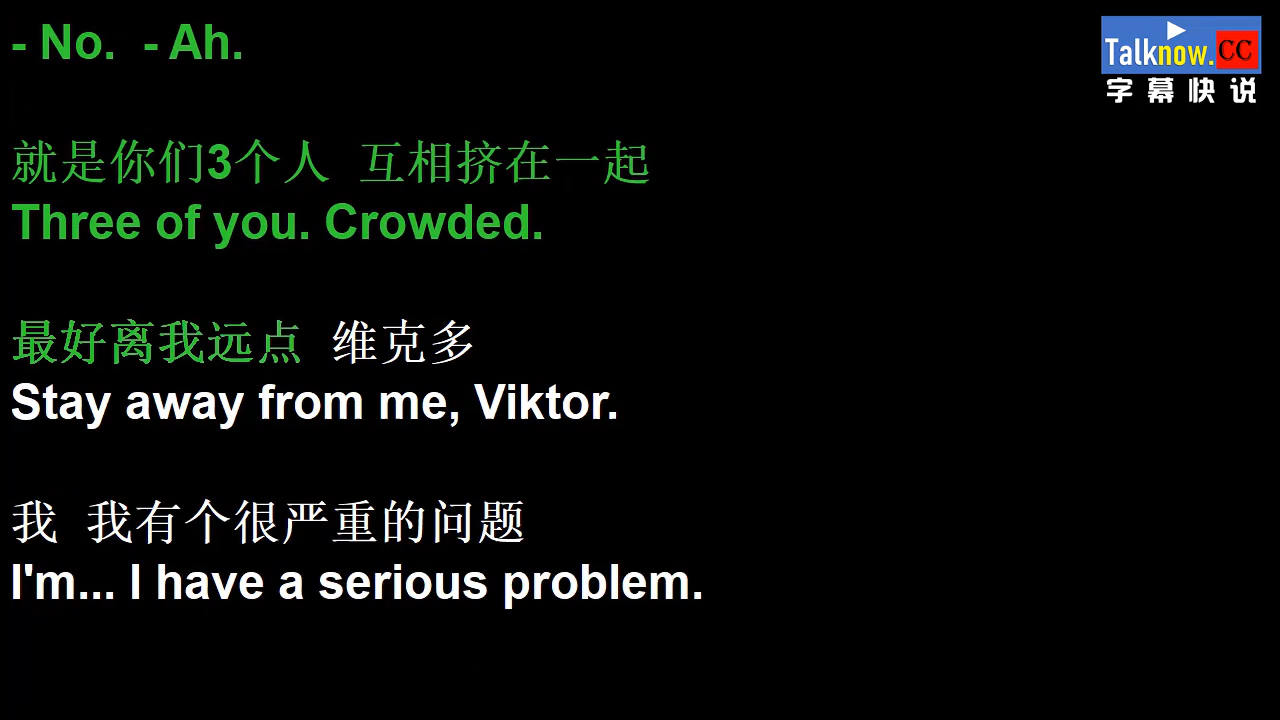 - No.  - Ah.
Talknow.CC
字幕快说
就是你们3个人  互相挤在一起
Three of you. Crowded.
最好离我远点  维克多
Stay away from me, Viktor.
我  我有个很严重的问题
I'm... I have a serious problem.